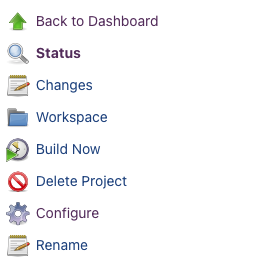 Back to Dashboard
Status
Changes
Workspace
Build Now
Delete Project
Configure
Rename